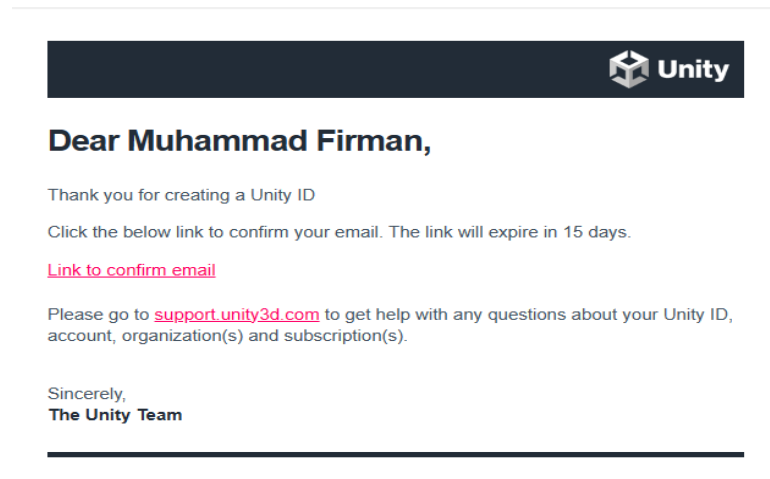 Unity
Dear Muhammad Firman,
Thank you for creating a Unity ID
Click the below link to confirm your email. The link will expire in 15 days.
Link to confirm email
Please go to support.unity3d.com to get help with any questions about your Unity ID,
account, organization(s) and subscription(s).
Sincerely,
The Unity Team